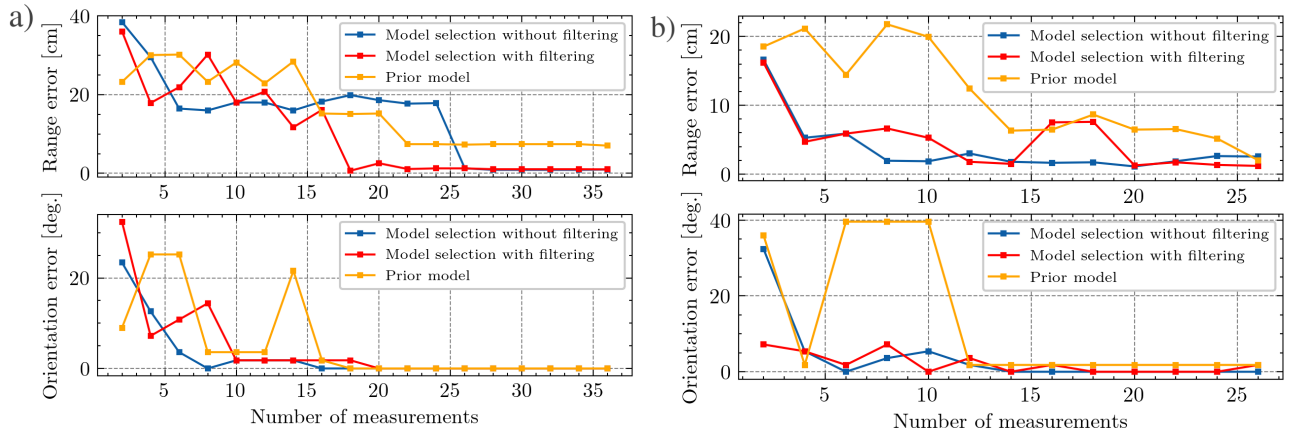 a)
Range error [cm]
40
20
0
5
10
15
20
25
30
35
Model selection without filtering
Model selection with filtering
Prior model
Orientation error [deg.]
20
0
5
10
15
20
25
30
35
Model selection without filtering
Model selection with filtering
Prior model
Number of measurements
b)
Range error [cm]
20
10
0
5
10
15
20
25
Model selection without filtering
Model selection with filtering
Prior model
Orientation error [deg.]
40
20
0
5
10
15
20
25
Model selection without filtering
Model selection with filtering
Prior model
Number of measurements